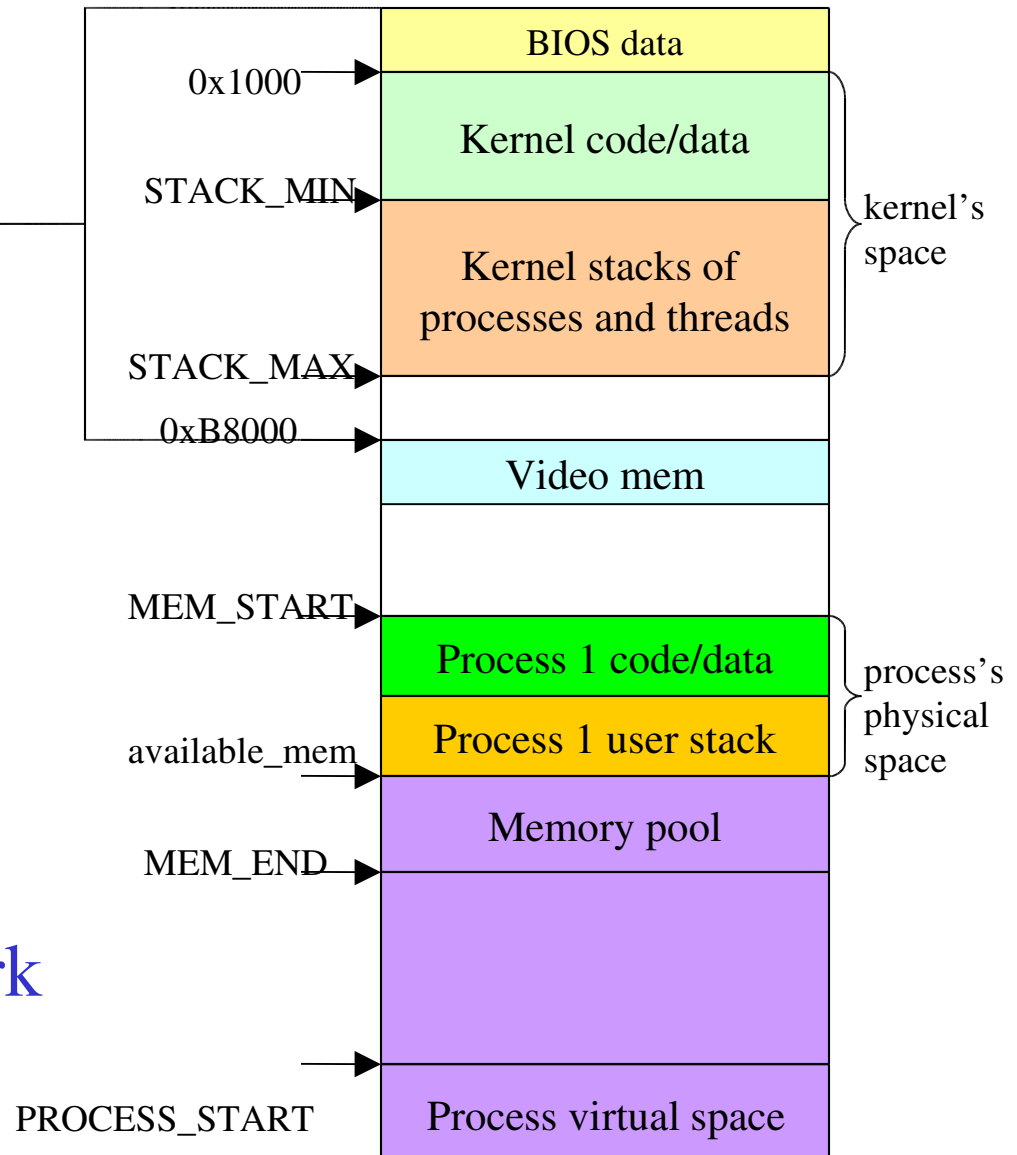 BIOS data
0x1000
Kernel code/data
STACK_MIN
kernel's
space
Kernel stacks of
processes and threads
STACK_MAX
0xB8000
Video mem
MEM_START
Process 1 code/data
process's
physical
space
Process 1 user stack
available_mem
Memory pool
MEM_END
rk
PROCESS_START
Process virtual space